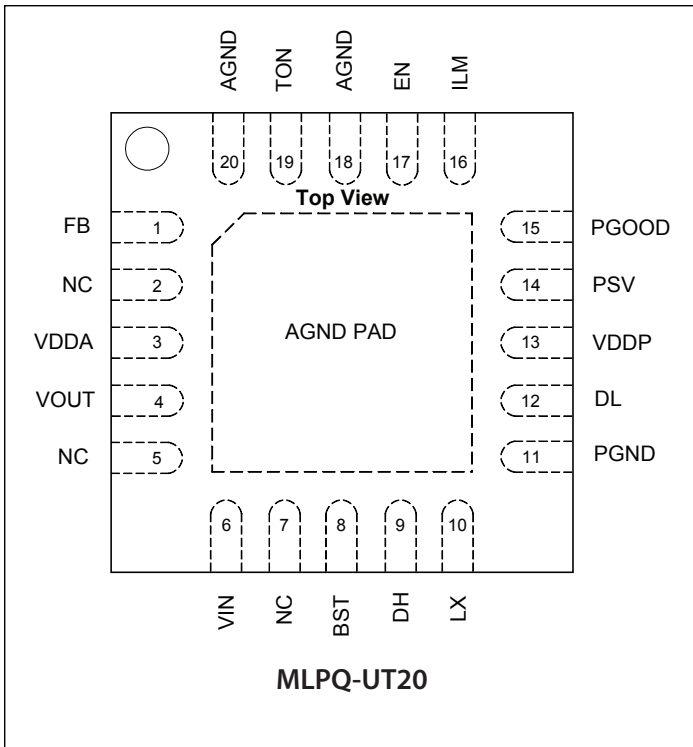 AGND TON AGND EN ILM
20 19 18 17 16
Top View
FB 1
15 PGOOD
NC 2
14 PSV
VDDA 3
AGND PAD
13 VDDP
VOUT 4
12 DL
NC 5
11 PGND
6 7 8 9 10
VIN NC BST DH LX
MLPQ-UT20